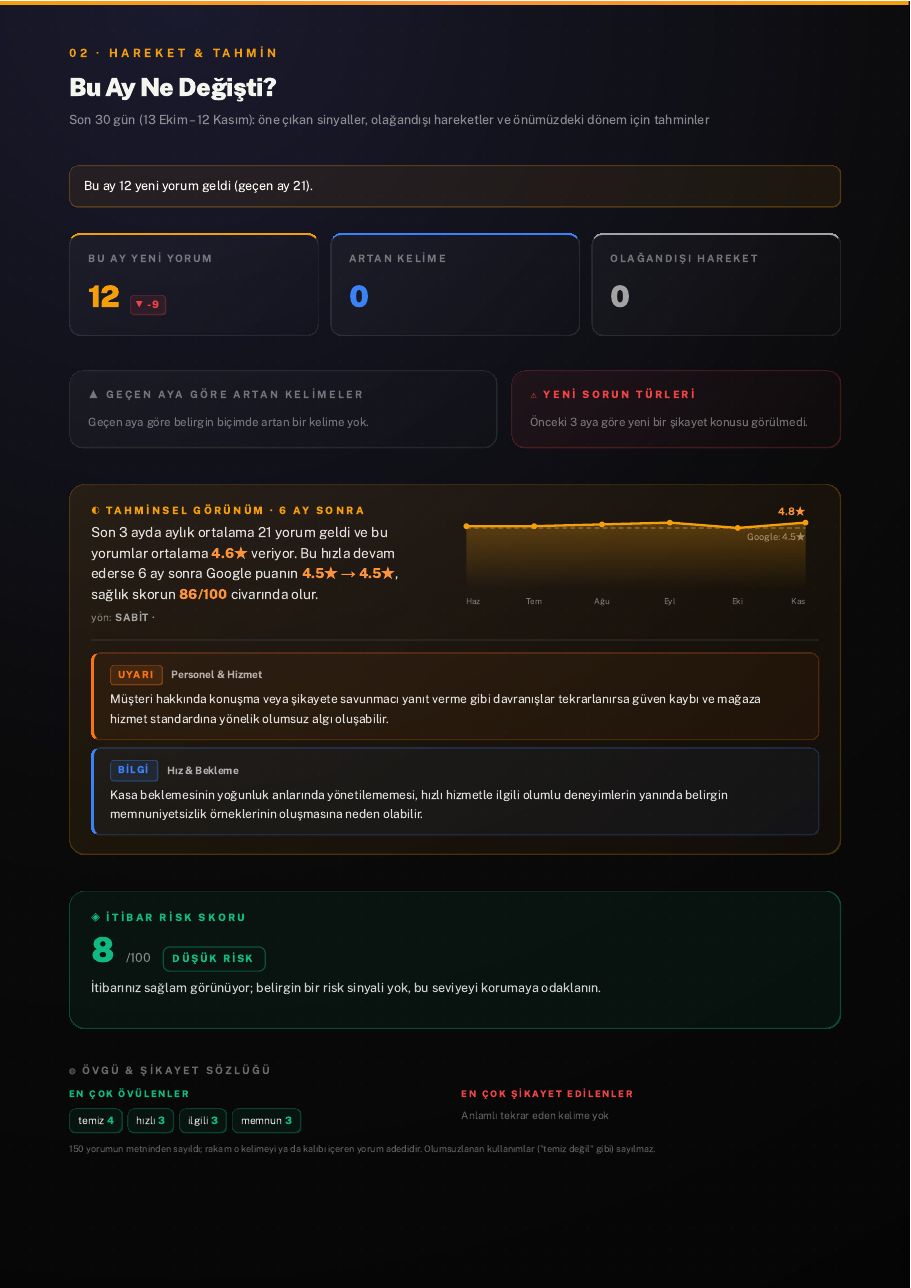 02 · HAREKET & TAHMİN
Bu Ay Ne Değişti?
Son 30 gün (13 Ekim – 12 Kasım): öne çıkan sinyaller, olağandışı hareketler ve önümüzdeki dönem için tahminler
Bu ay 12 yeni yorum geldi (geçen ay 21).
BU AY YENİ YORUM
12 ▼ -9
ARTAN KELİME
0
OLAĞANDIŞI HAREKET
0
▲ GEÇEN AYA GÖRE ARTAN KELİMELER
Geçen aya göre belirgin biçimde artan bir kelime yok.
⚠ YENİ SORUN TÜRLERİ
Önceki 3 aya göre yeni bir şikayet konusu görülmedi.
◐ TAHMİNSEL GÖRÜNÜM · 6 AY SONRA
Son 3 ayda aylık ortalama 21 yorum geldi ve bu
yorumlar ortalama 4.6★ veriyor. Bu hızla devam
ederse 6 ay sonra Google puanın 4.5★ → 4.5★,
sağlık skorun 86/100 civarında olur.
yön: SABİT ·
4.8★
Google: 4.5★
Haz Tem Ağu Eyl Eki Kas
UYARI Personel & Hizmet
Müşteri hakkında konuşma veya şikayete savunmacı yanıt verme gibi davranışlar tekrarlanırsa güven kaybı ve mağaza
hizmet standardına yönelik olumsuz algı oluşabilir.
BİLGİ Hız & Bekleme
Kasa beklemesinin yoğunluk anlarında yönetilememesi, hızlı hizmetle ilgili olumlu deneyimlerin yanında belirgin
memnuniyetsizlik örneklerinin oluşmasına neden olabilir.
◈ İTİBAR RİSK SKORU
8 /100 DÜŞÜK RİSK
İtibarınız sağlam görünüyor; belirgin bir risk sinyali yok, bu seviyeyi korumaya odaklanın.
◍ ÖVGÜ & ŞİKAYET SÖZLÜĞÜ
EN ÇOK ÖVÜLENLER
temiz 4 hızlı 3 ilgili 3 memnun 3
EN ÇOK ŞİKAYET EDİLENLER
Anlamlı tekrar eden kelime yok
150 yorumun metninden sayıldı; rakam o kelimeyi ya da kalıbı içeren yorum adedidir. Olumsuzlanan kullanımlar ("temiz değil" gibi) sayılmaz.